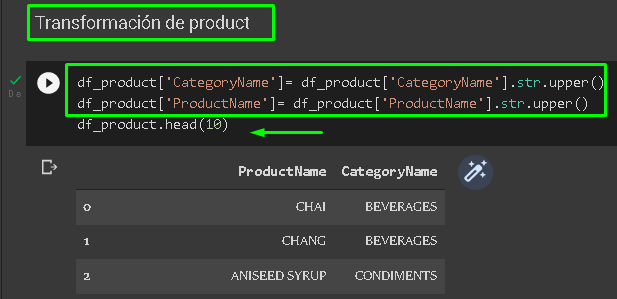 Transformación de product
df_product['CategoryName']= df_product['CategoryName'].str.upper()
df_product['ProductName']= df_product['ProductName'].str.upper()
df_product.head(10)
0s
ProductName CategoryName
0 CHAI BEVERAGES
1 CHANG BEVERAGES
2 ANISEED SYRUP CONDIMENTS